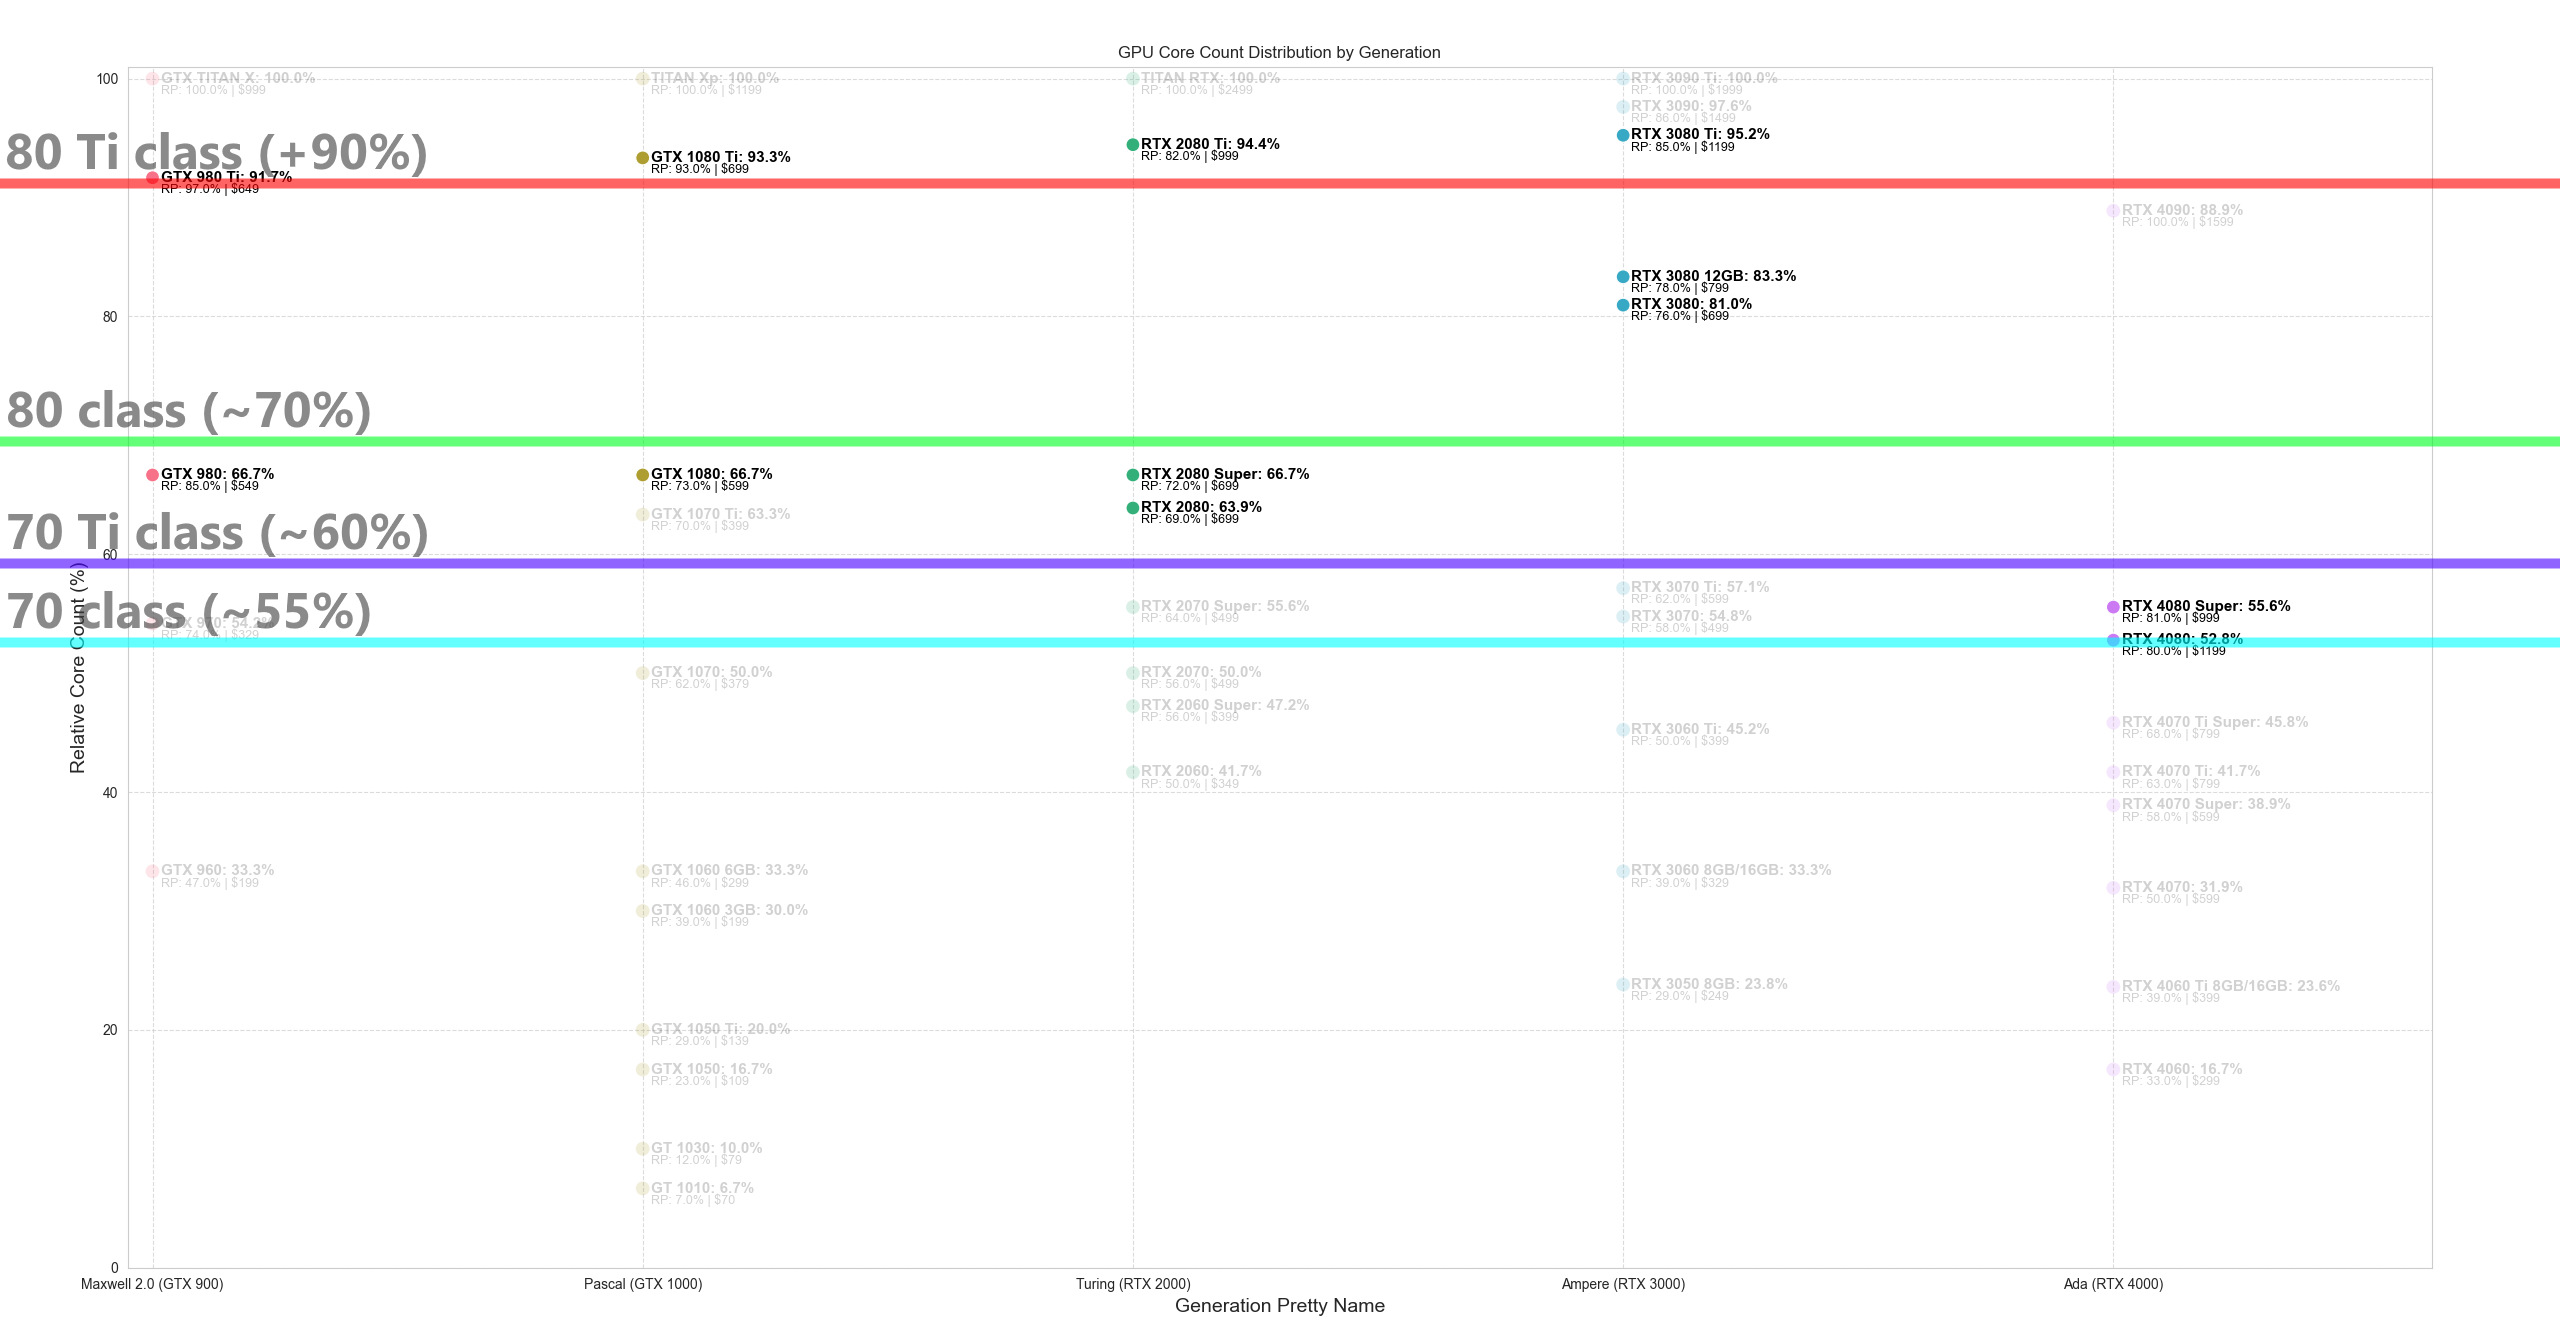 GPU Core Count Distribution by Generation
100
80
60
40
20
0
Relative Core Count (%)
80 Ti class (+90%)
80 class (~70%)
70 Ti class (~60%)
70 class (~55%)
GTX TITAN X: 100.0%
RP: 100.0% | $999
GTX 980 Ti: 91.7%
RP: 97.0% | $649
GTX 980: 66.7%
RP: 85.0% | $549
GTX 970: 54.2%
RP: 74.0% | $329
GTX 960: 33.3%
RP: 47.0% | $199
TITAN Xp: 100.0%
RP: 100.0% | $1199
GTX 1080 Ti: 93.3%
RP: 93.0% | $699
GTX 1080: 66.7%
RP: 73.0% | $599
GTX 1070 Ti: 63.3%
RP: 70.0% | $399
GTX 1070: 50.0%
RP: 62.0% | $379
GTX 1060 6GB: 33.3%
RP: 46.0% | $299
GTX 1060 3GB: 30.0%
RP: 39.0% | $199
GTX 1050 Ti: 20.0%
RP: 29.0% | $139
GTX 1050: 16.7%
RP: 23.0% | $109
GT 1030: 10.0%
RP: 12.0% | $79
GT 1010: 6.7%
RP: 7.0% | $70
TITAN RTX: 100.0%
RP: 100.0% | $2499
RTX 2080 Ti: 94.4%
RP: 82.0% | $999
RTX 2080 Super: 66.7%
RP: 72.0% | $699
RTX 2080: 63.9%
RP: 69.0% | $699
RTX 2070 Super: 55.6%
RP: 64.0% | $499
RTX 2070: 50.0%
RP: 56.0% | $499
RTX 2060 Super: 47.2%
RP: 56.0% | $399
RTX 2060: 41.7%
RP: 50.0% | $349
RTX 3090 Ti: 100.0%
RP: 100.0% | $1999
RTX 3090: 97.6%
RP: 86.0% | $1499
RTX 3080 Ti: 95.2%
RP: 85.0% | $1199
RTX 3080 12GB: 83.3%
RP: 78.0% | $799
RTX 3080: 81.0%
RP: 76.0% | $699
RTX 3070 Ti: 57.1%
RP: 62.0% | $599
RTX 3070: 54.8%
RP: 58.0% | $499
RTX 3060 Ti: 45.2%
RP: 50.0% | $399
RTX 3060 8GB/16GB: 33.3%
RP: 39.0% | $329
RTX 3050 8GB: 23.8%
RP: 29.0% | $249
RTX 4090: 88.9%
RP: 100.0% | $1599
RTX 4080 Super: 55.6%
RP: 81.0% | $999
RTX 4080: 52.8%
RP: 80.0% | $1199
RTX 4070 Ti Super: 45.8%
RP: 68.0% | $799
RTX 4070 Ti: 41.7%
RP: 63.0% | $799
RTX 4070 Super: 38.9%
RP: 58.0% | $599
RTX 4070: 31.9%
RP: 50.0% | $599
RTX 4060 Ti 8GB/16GB: 23.6%
RP: 39.0% | $399
RTX 4060: 16.7%
RP: 33.0% | $299
Maxwell 2.0 (GTX 900)
Pascal (GTX 1000)
Turing (RTX 2000)
Ampere (RTX 3000)
Ada (RTX 4000)
Generation Pretty Name